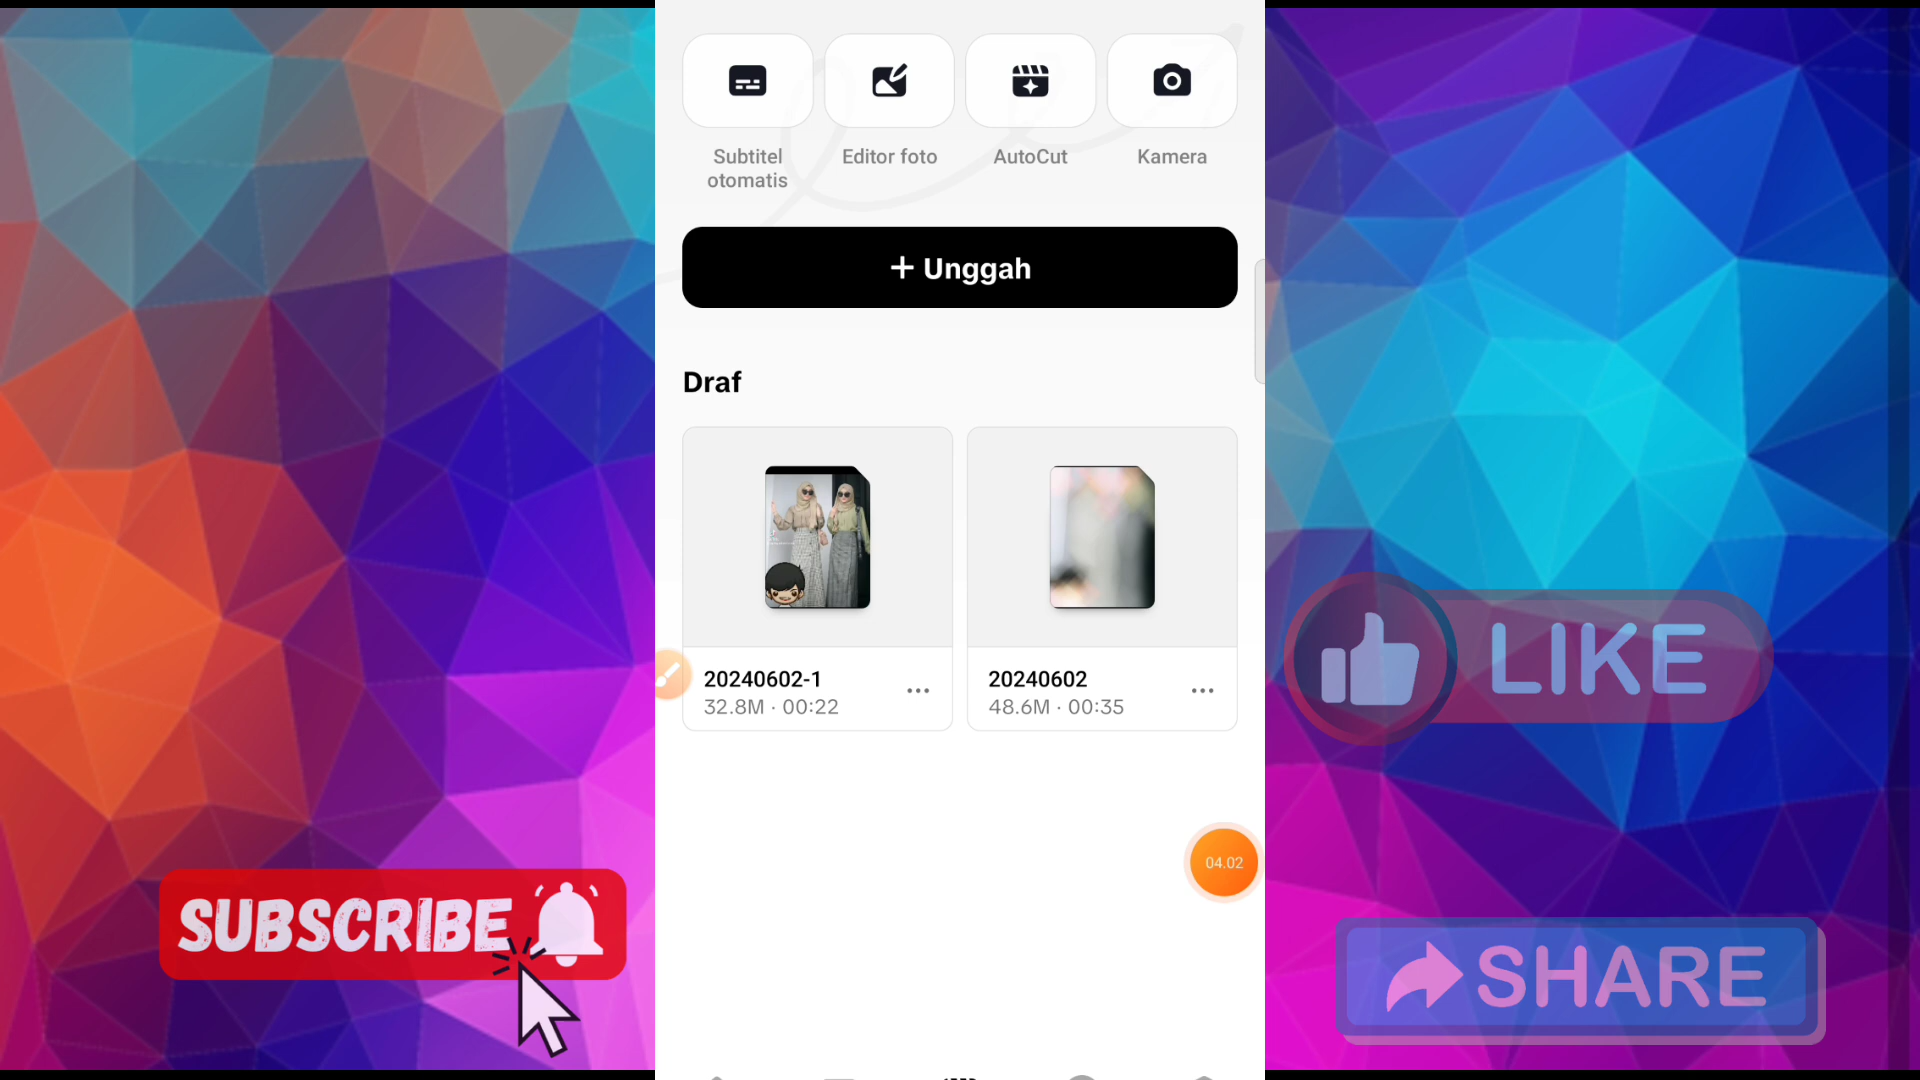 Subtitel
otomatis
Editor foto
AutoCut
Kamera
+ Unggah
Draf
20240602-1
32.8M · 00:22
20240602
48.6M · 00:35
04.02
LIKE
SUBSCRIBE
SHARE